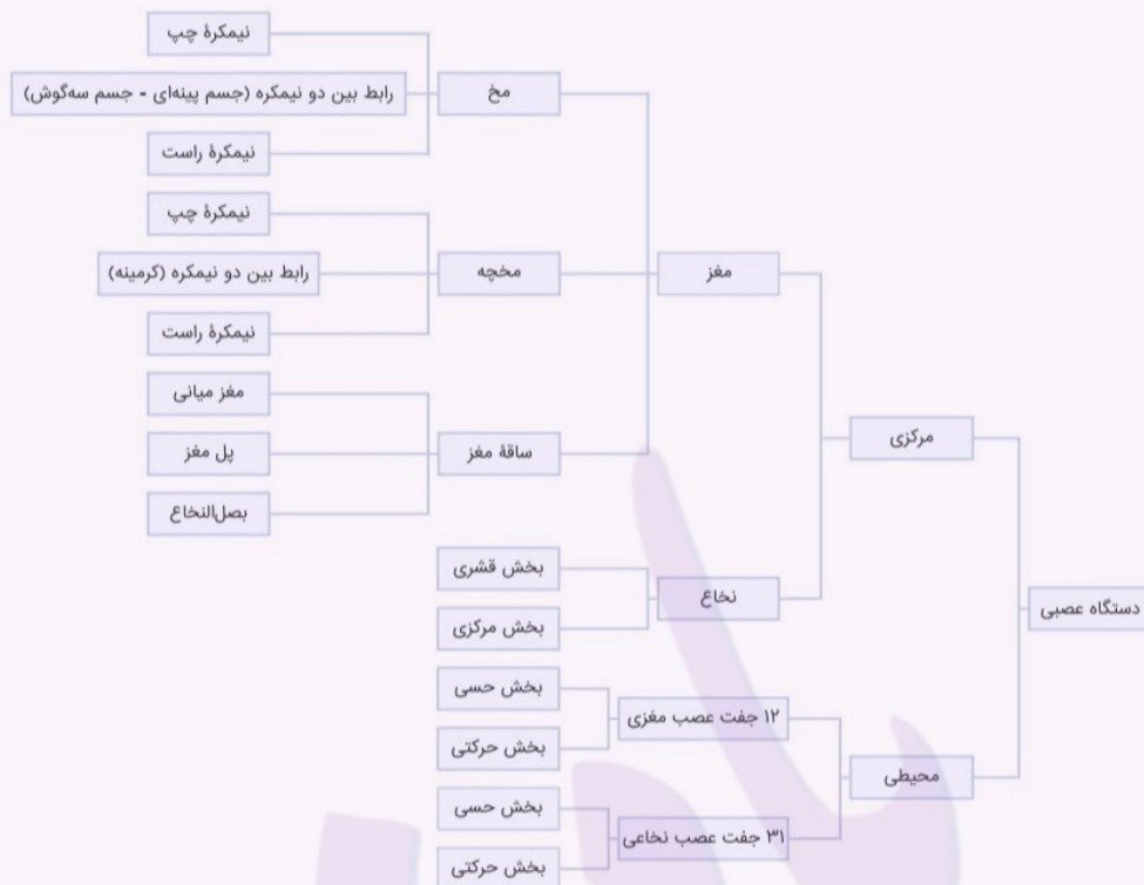 دستگاه عصبی
مرکزی
مغز
مخ
نیمکرهٔ چپ
رابط بین دو نیمکره (جسم پینه‌ای - جسم سه‌گوش)
نیمکرهٔ راست
مخچه
نیمکرهٔ چپ
رابط بین دو نیمکره (کرمینه)
نیمکرهٔ راست
ساقهٔ مغز
مغز میانی
پل مغز
بصل‌النخاع
نخاع
بخش قشری
بخش مرکزی
محیطی
۱۲ جفت عصب مغزی
بخش حسی
بخش حرکتی
۳۱ جفت عصب نخاعی
بخش حسی
بخش حرکتی